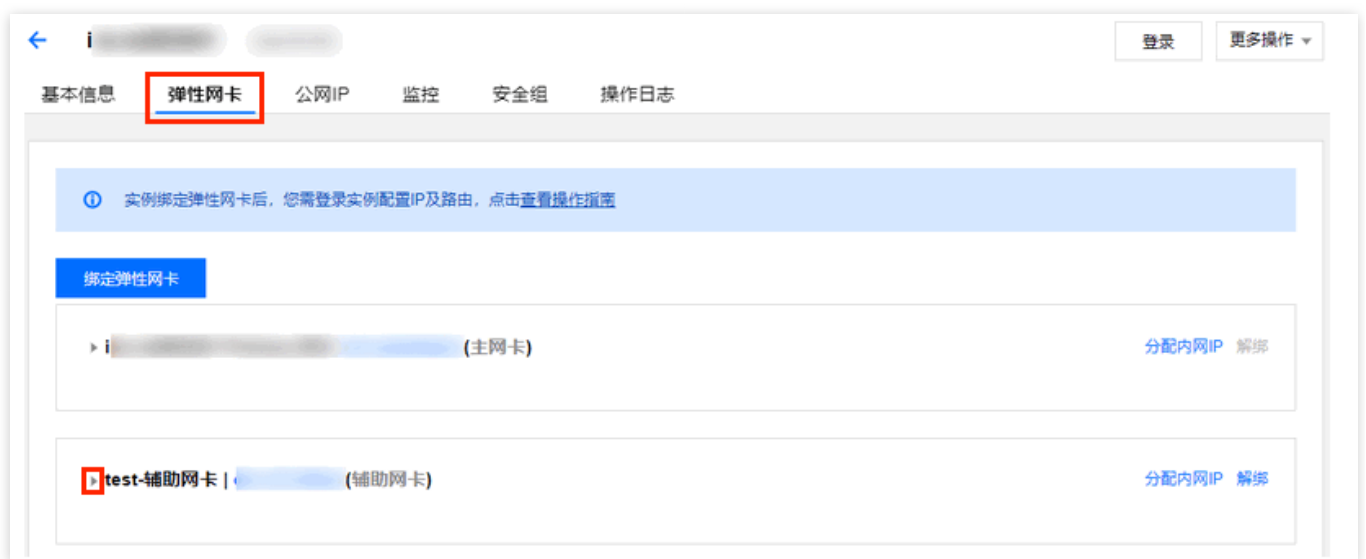 i
登录 更多操作
基本信息 弹性网卡 公网IP 监控 安全组 操作日志
实例绑定弹性网卡后，您需登录实例配置IP及路由，点击查看操作指南
绑定弹性网卡
i (主网卡) 分配内网IP 解绑
test-辅助网卡 | (辅助网卡) 分配内网IP 解绑